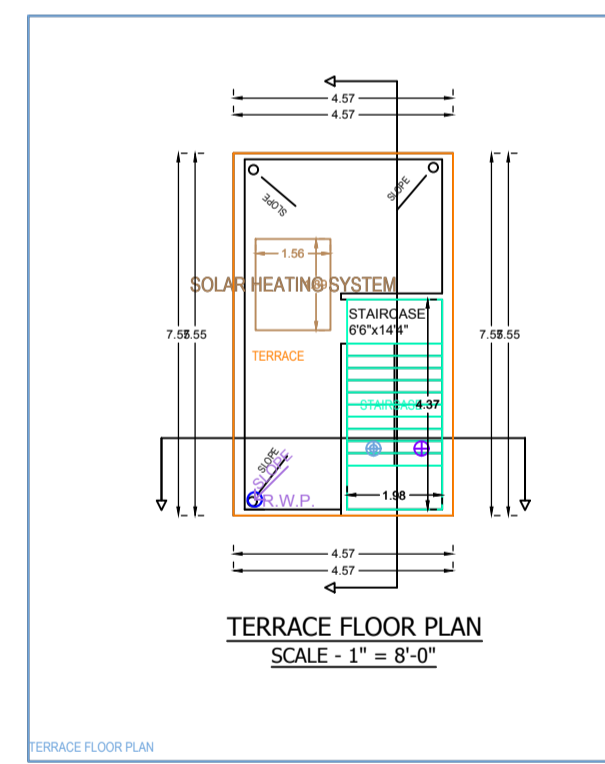 4.57
4.57
SLOPE
SLOPE
1.56
SOLAR HEATING SYSTEM
STAIRCASE
6'6"x14'4"
7.55
7.55
7.55
7.55
TERRACE
STAIRCASE
4.37
SLOPE
SLOPE
R.W.P.
1.98
4.57
4.57
TERRACE FLOOR PLAN
SCALE - 1" = 8'-0"
TERRACE FLOOR PLAN